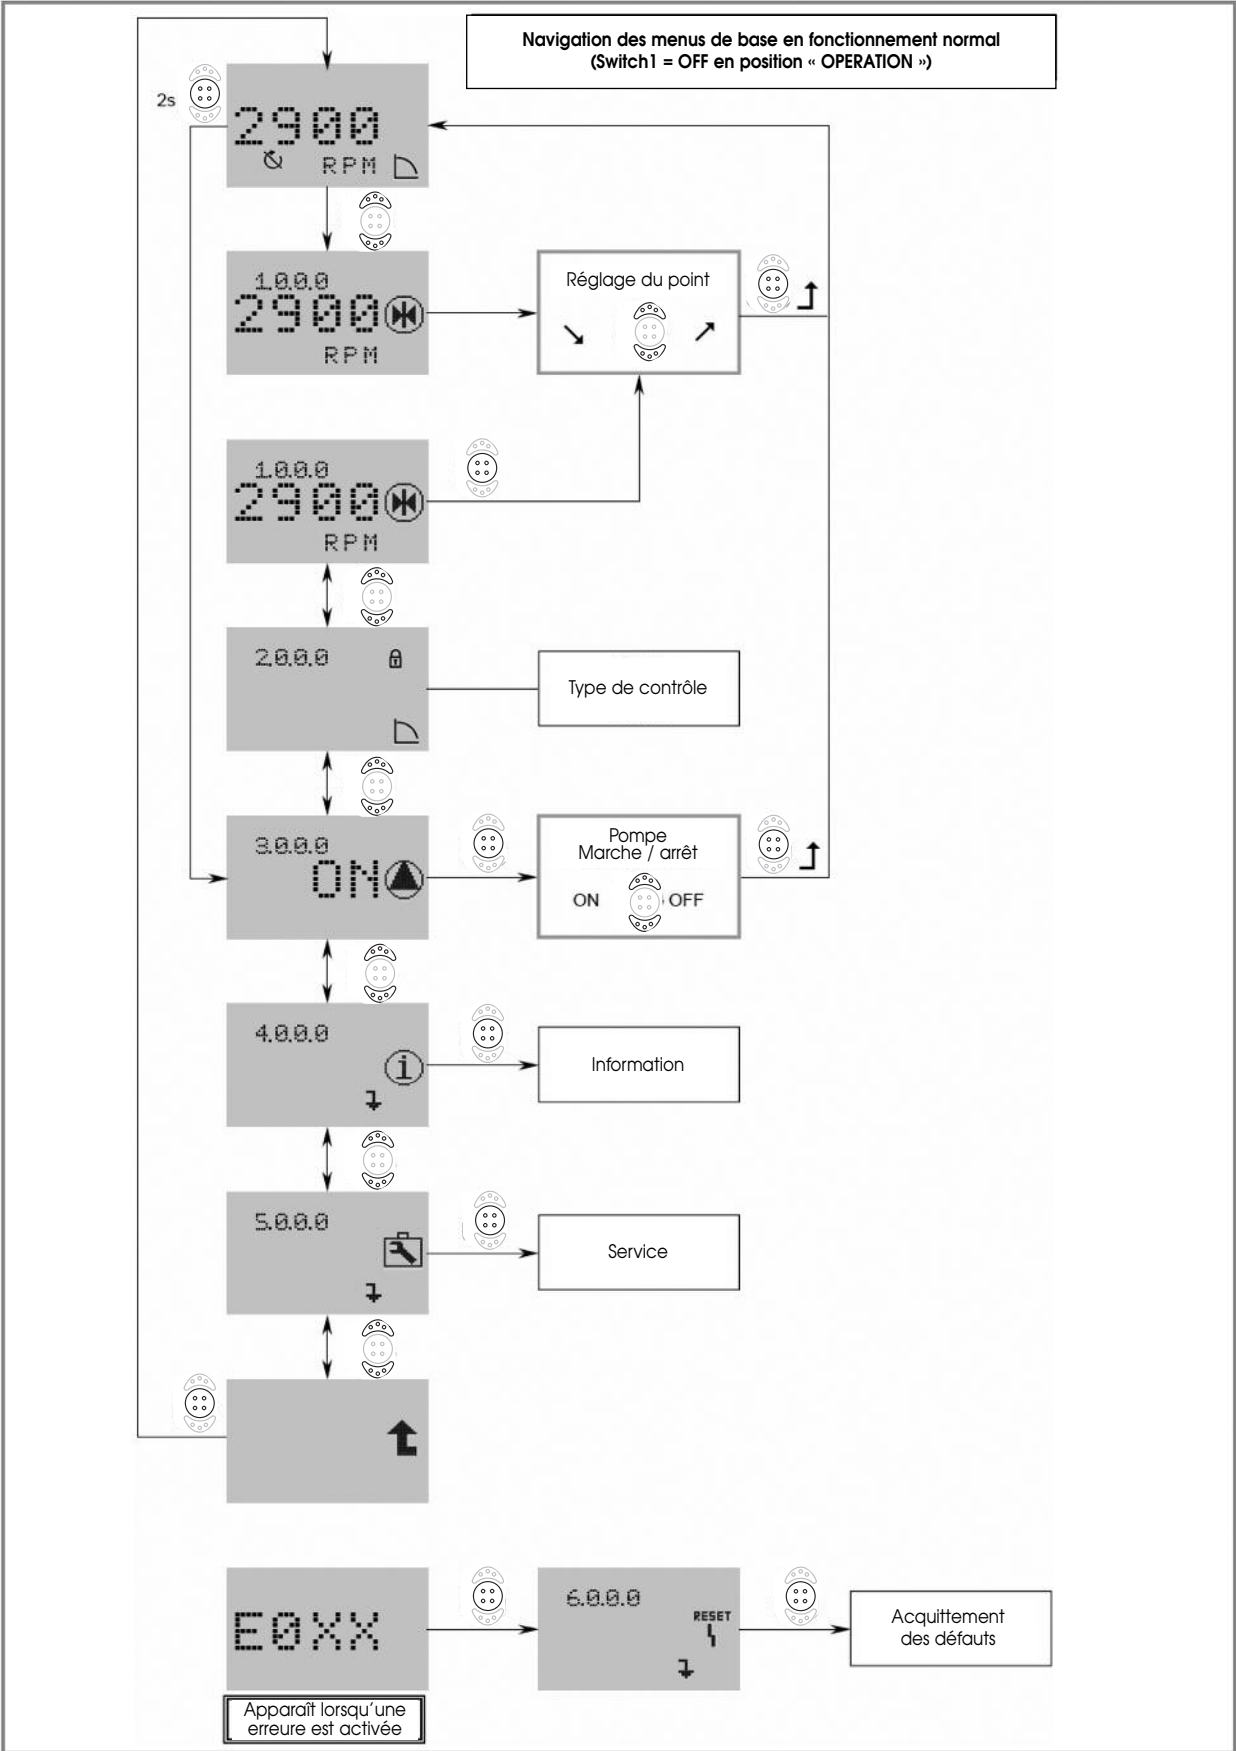 Navigation des menus de base en fonctionnement normal
(Switch1 = OFF en position « OPERATION »)
2s
2900
RPM
1.0.0.0
2900
RPM
Réglage du point
1.0.0.0
2900
RPM
2.0.0.0
Type de contrôle
3.0.0.0
ON
Pompe
Marche / arrêt
ON OFF
4.0.0.0
i
Information
5.0.0.0
Service
E0XX
6.0.0.0
RESET
Acquittement
des défauts
Apparaît lorsqu'une
erreure est activée